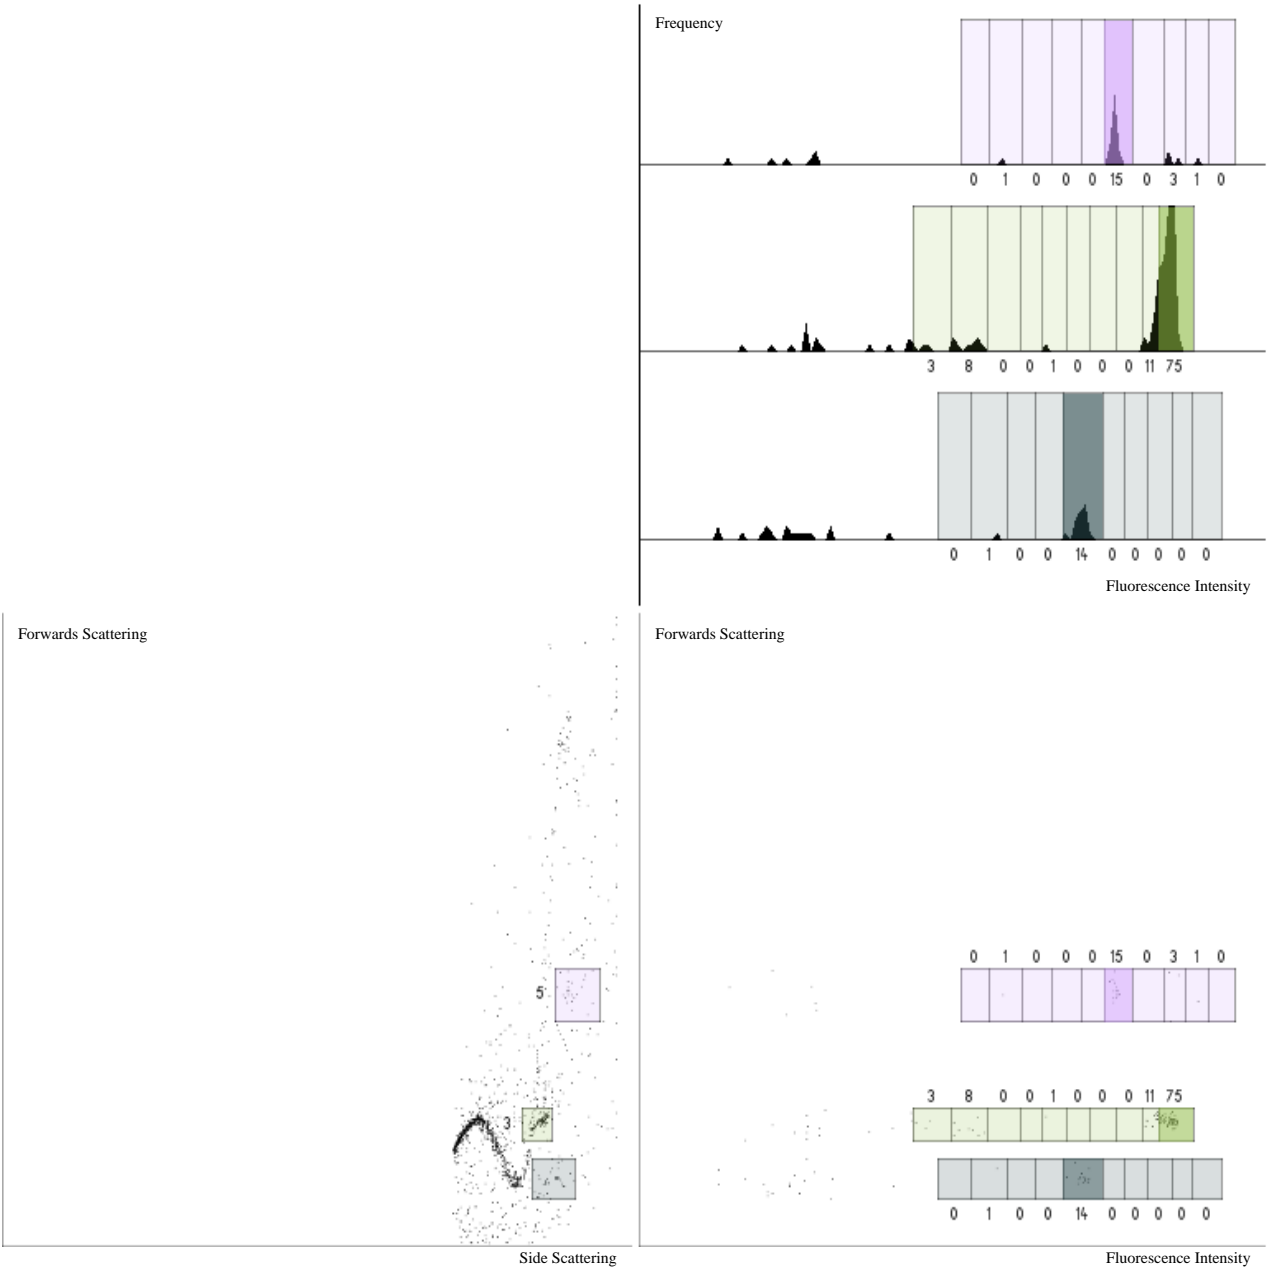 Frequency
0 1 0 0 0 15 0 3 1 0
3 8 0 0 1 0 0 0 11 75
0 1 0 0 14 0 0 0 0 0
Fluorescence Intensity
Forwards Scattering
5
3
Side Scattering
Forwards Scattering
0 1 0 0 0 15 0 3 1 0
3 8 0 0 1 0 0 0 11 75
0 1 0 0 14 0 0 0 0 0
Fluorescence Intensity